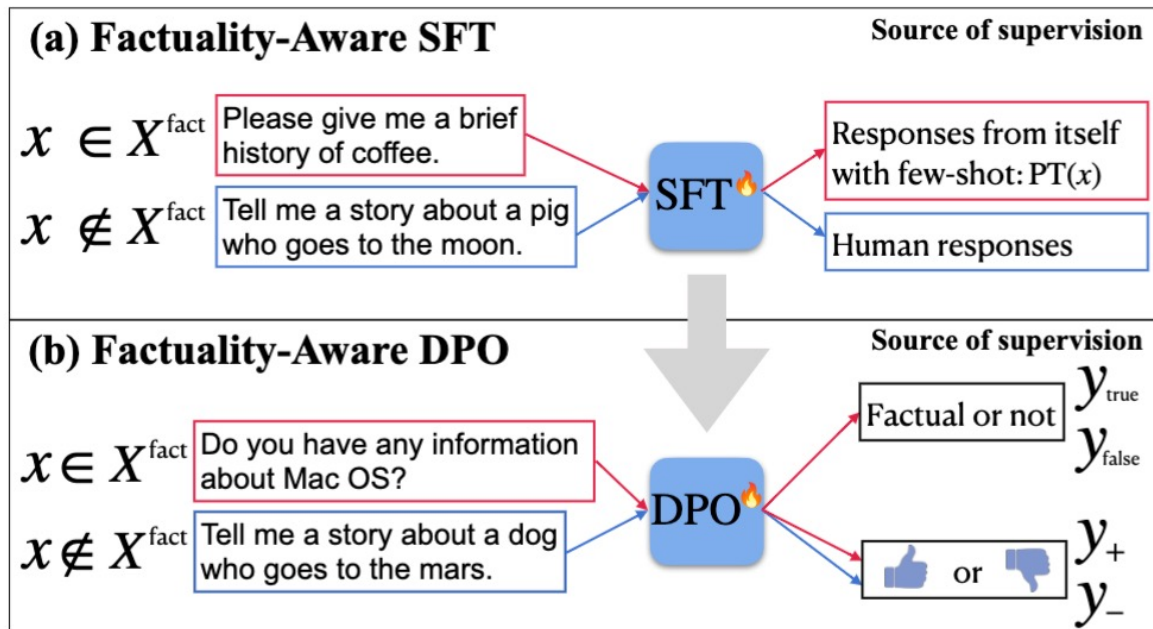 (a) Factuality-Aware SFT
Source of supervision
x ∈ X^fact
Please give me a brief
history of coffee.
x ∉ X^fact
Tell me a story about a pig
who goes to the moon.
SFT
Responses from itself
with few-shot: PT(x)
Human responses
(b) Factuality-Aware DPO
Source of supervision
x ∈ X^fact
Do you have any information
about Mac OS?
x ∉ X^fact
Tell me a story about a dog
who goes to the mars.
DPO
Factual or not
y_true
y_false
or
y_+
y_−